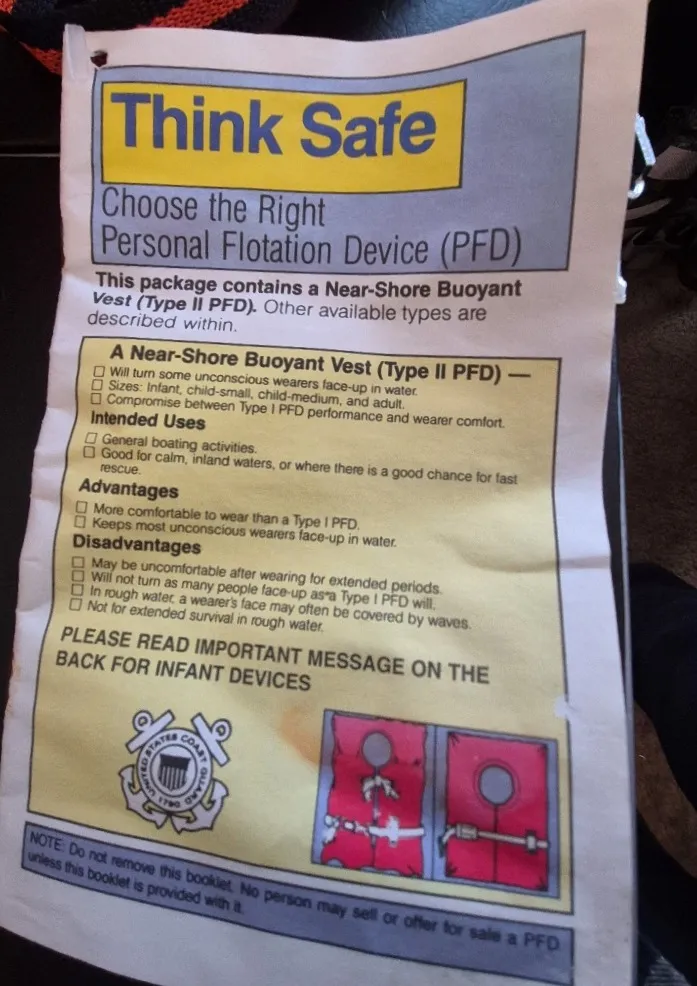 Think Safe
Choose the Right
Personal Flotation Device (PFD)
This package contains a Near-Shore Buoyant
Vest (Type II PFD). Other available types are
described within.
A Near-Shore Buoyant Vest (Type II PFD) —
☐ Will turn some unconscious wearers face-up in water.
☐ Sizes: Infant, child-small, child-medium, and adult.
☐ Compromise between Type I PFD performance and wearer comfort.
Intended Uses
☐ General boating activities.
☐ Good for calm, inland waters, or where there is a good chance for fast
rescue.
Advantages
☐ More comfortable to wear than a Type I PFD.
☐ Keeps most unconscious wearers face-up in water.
Disadvantages
☐ May be uncomfortable after wearing for extended periods.
☐ Will not turn as many people face-up as a Type I PFD will.
☐ In rough water, a wearer's face may often be covered by waves.
☐ Not for extended survival in rough water.
PLEASE READ IMPORTANT MESSAGE ON THE
BACK FOR INFANT DEVICES
UNITED STATES COAST GUARD 1790
NOTE: Do not remove this booklet. No person may sell or offer for sale a PFD
unless this booklet is provided with it.